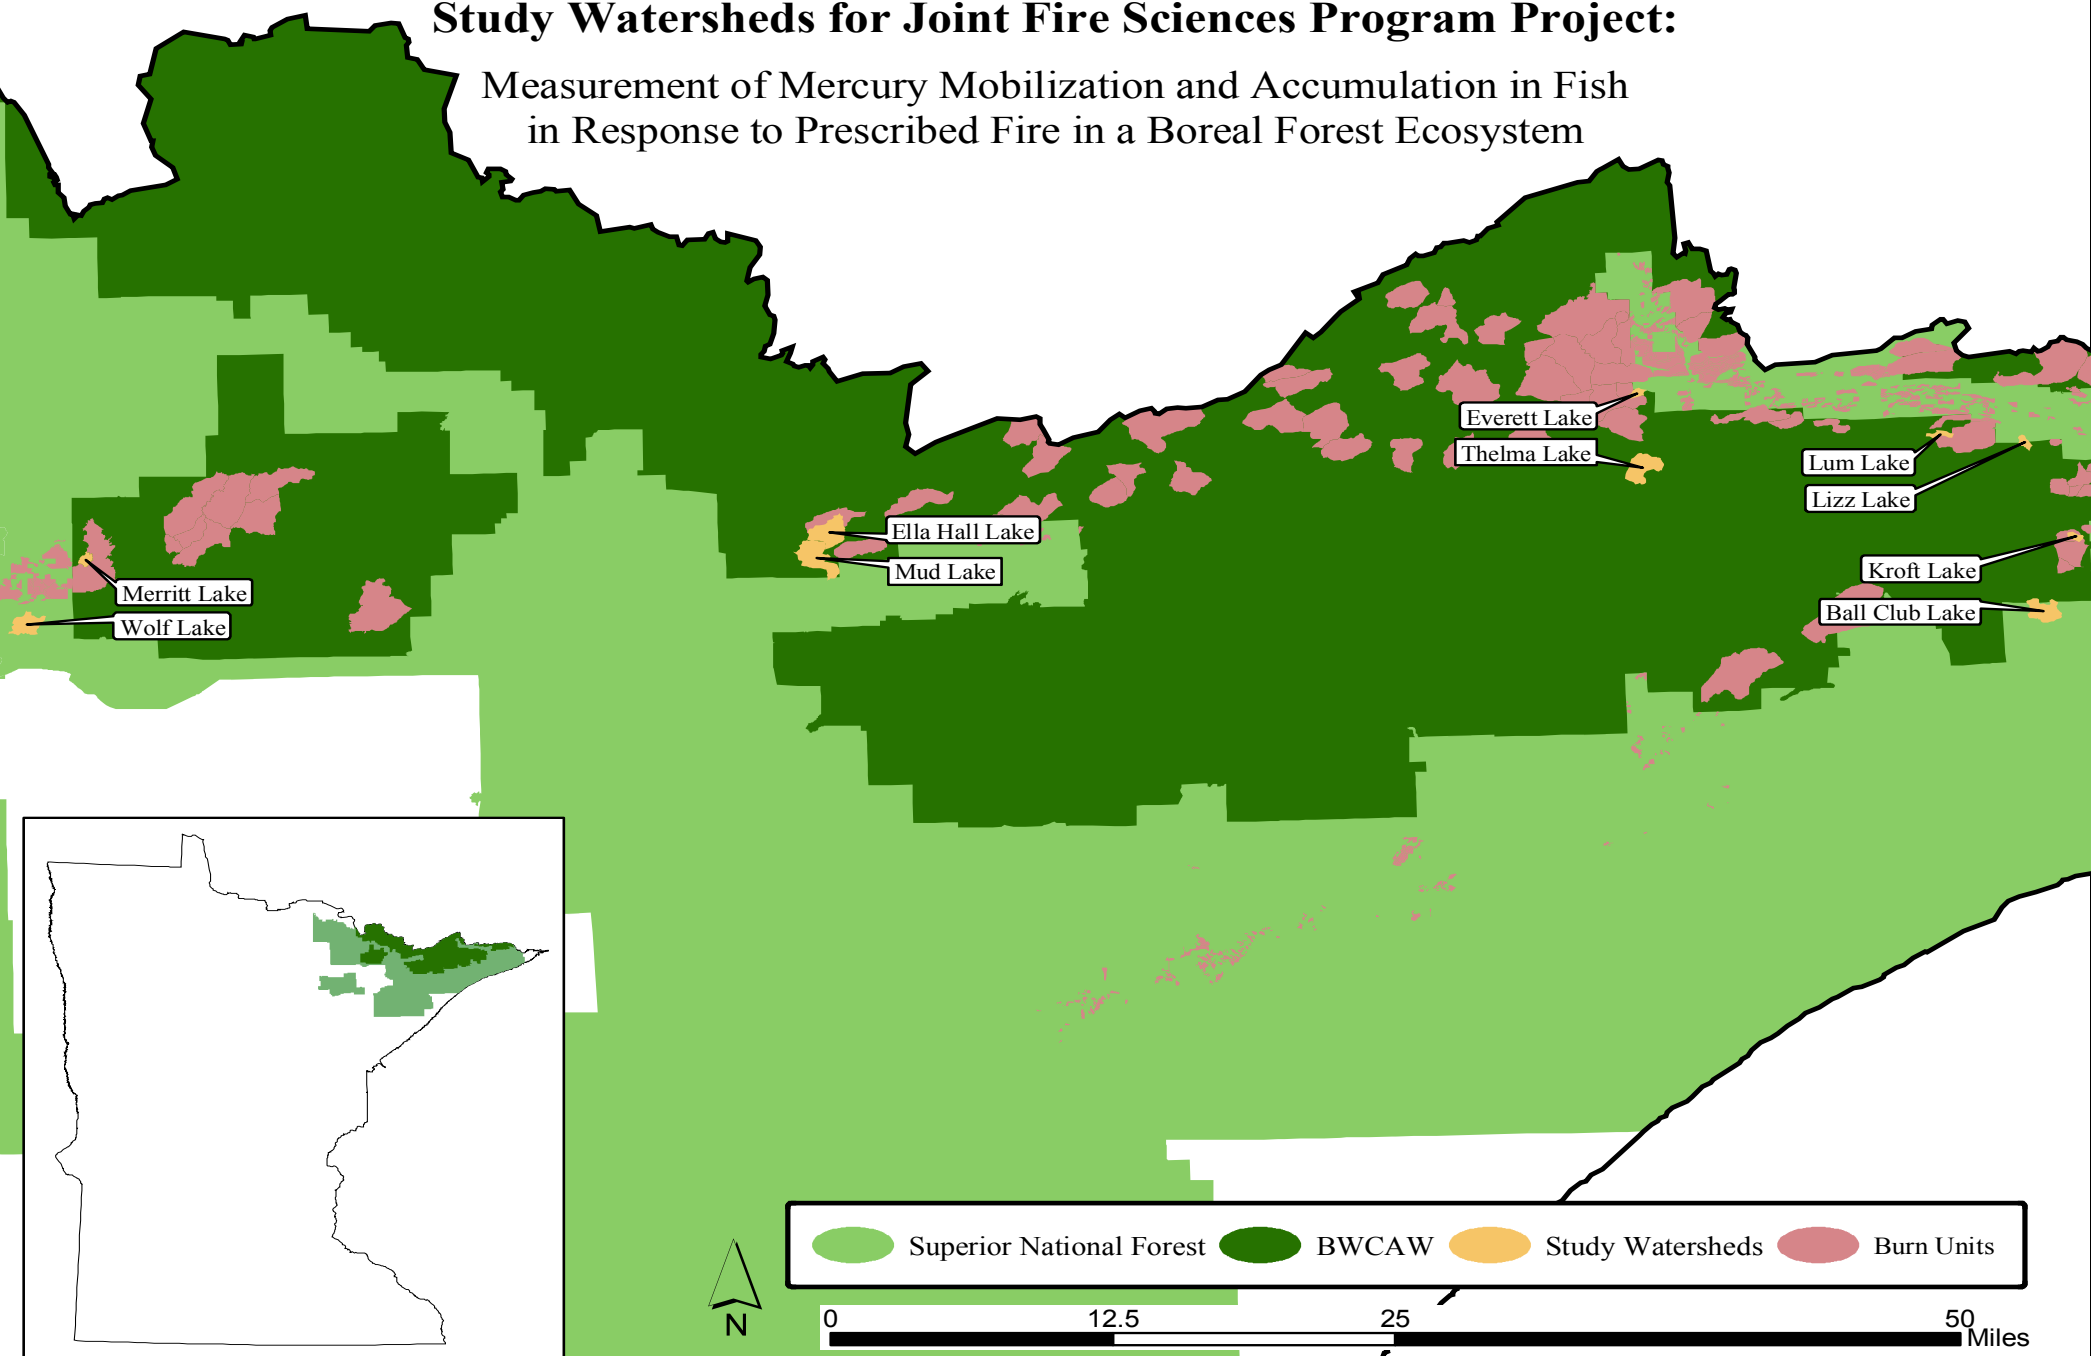 Study Watersheds for Joint Fire Sciences Program Project:
Measurement of Mercury Mobilization and Accumulation in Fish
in Response to Prescribed Fire in a Boreal Forest Ecosystem
Everett Lake
Thelma Lake
Lum Lake
Lizz Lake
Ella Hall Lake
Mud Lake
Kroft Lake
Merritt Lake
Ball Club Lake
Wolf Lake
Superior National Forest
BWCAW
Study Watersheds
Burn Units
N
0 12.5 25 50
Miles